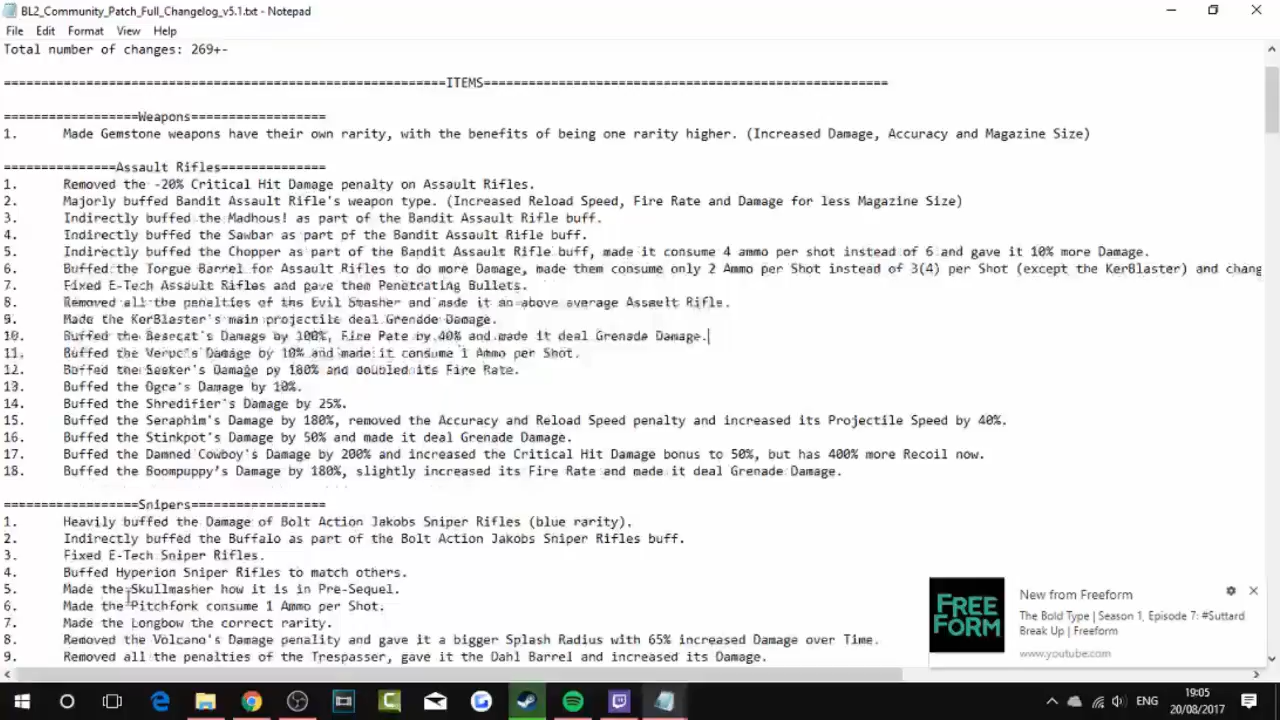 BL2_Community_Patch_Full_Changelog_v5.1.txt - Notepad
File Edit Format View Help
Total number of changes: 269+-
===========================================================ITEMS======================================================
==================Weapons==================
1. Made Gemstone weapons have their own rarity, with the benefits of being one rarity higher. (Increased Damage, Accuracy and Magazine Size)
===============Assault Rifles==============
1. Removed the -20% Critical Hit Damage penalty on Assault Rifles.
2. Majorly buffed Bandit Assault Rifle's weapon type. (Increased Reload Speed, Fire Rate and Damage for less Magazine Size)
3. Indirectly buffed the Madhous! as part of the Bandit Assault Rifle buff.
4. Indirectly buffed the Sawbar as part of the Bandit Assault Rifle buff.
5. Indirectly buffed the Chopper as part of the Bandit Assault Rifle buff, made it consume 4 ammo per shot instead of 6 and gave it 10% more Damage.
6. Buffed the Torgue Barrel for Assault Rifles to do more Damage, made them consume only 2 Ammo per Shot instead of 3(4) per Shot (except the KerBlaster) and chang
7. Fixed E-Tech Assault Rifles and gave them Penetrating Bullets.
8. Removed all the penalties of the Evil Smasher and made it an above average Assault Rifle.
9. Made the KerBlaster's main projectile deal Grenade Damage.
10. Buffed the Bearcat's Damage by 100%, Fire Rate by 40% and made it deal Grenade Damage.
11. Buffed the Veruc's Damage by 10% and made it consume 1 Ammo per Shot.
12. Buffed the Seeker's Damage by 180% and doubled its Fire Rate.
13. Buffed the Ogre's Damage by 10%.
14. Buffed the Shredifier's Damage by 25%.
15. Buffed the Seraphim's Damage by 180%, removed the Accuracy and Reload Speed penalty and increased its Projectile Speed by 40%.
16. Buffed the Stinkpot's Damage by 50% and made it deal Grenade Damage.
17. Buffed the Damned Cowboy's Damage by 200% and increased the Critical Hit Damage bonus to 50%, but has 400% more Recoil now.
18. Buffed the Boompuppy's Damage by 180%, slightly increased its Fire Rate and made it deal Grenade Damage.
==================Snipers==================
1. Heavily buffed the Damage of Bolt Action Jakobs Sniper Rifles (blue rarity).
2. Indirectly buffed the Buffalo as part of the Bolt Action Jakobs Sniper Rifles buff.
3. Fixed E-Tech Sniper Rifles.
4. Buffed Hyperion Sniper Rifles to match others.
5. Made the Skullmasher how it is in Pre-Sequel.
6. Made the Pitchfork consume 1 Ammo per Shot.
7. Made the Longbow the correct rarity.
8. Removed the Volcano's Damage penality and gave it a bigger Splash Radius with 65% increased Damage over Time.
9. Removed all the penalties of the Trespasser, gave it the Dahl Barrel and increased its Damage.
FREE
FORM
New from Freeform
The Bold Type | Season 1, Episode 7: #Suttard
Break Up | Freeform
www.youtube.com
ENG
19:05
20/08/2017